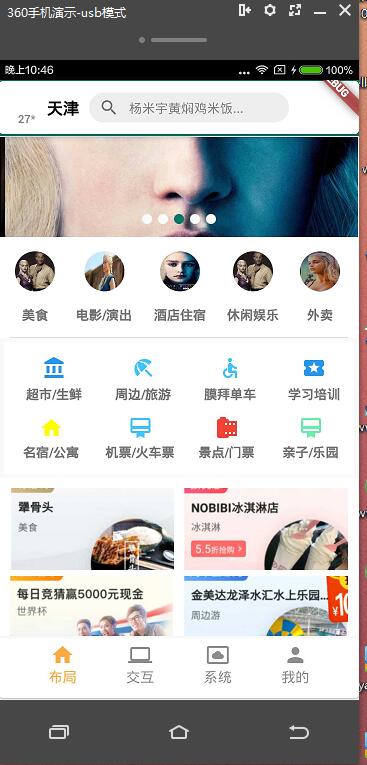 360手机演示-usb模式
晚上10:46
100%
27°
天津
杨米宇黄焖鸡米饭...
美食
电影/演出
酒店住宿
休闲娱乐
外卖
超市/生鲜
周边/旅游
膜拜单车
学习培训
名宿/公寓
机票/火车票
景点/门票
亲子/乐园
犟骨头
美食
NOBIBI冰淇淋店
冰淇淋
5.5折抢购 >
每日竞猜赢5000元现金
世界杯
金美达龙泽水汇水上乐园...
周边游
布局
交互
系统
我的